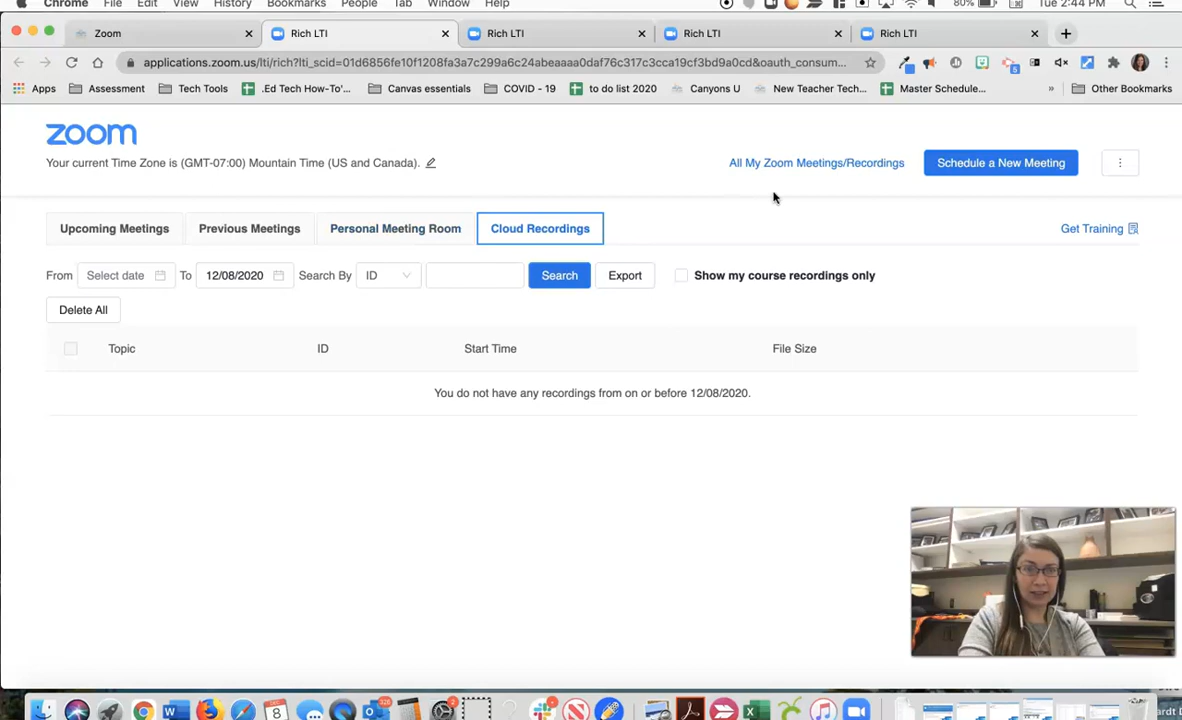 Chrome File Edit View History Bookmarks People Tab Window Help 80% Tue 2:44 PM
Zoom Rich LTI Rich LTI Rich LTI Rich LTI
applications.zoom.us/lti/rich?lti_scid=01d6856fe10f1208fa3a7c299a6c24abeaaaa0daf76c317c3cca19cf3bd9a0cd&oauth_consum...
Apps Assessment Tech Tools .Ed Tech How-To'... Canvas essentials COVID - 19 to do list 2020 Canyons U New Teacher Tech... Master Schedule... » Other Bookmarks
zoom
Your current Time Zone is (GMT-07:00) Mountain Time (US and Canada).
All My Zoom Meetings/Recordings Schedule a New Meeting
Upcoming Meetings Previous Meetings Personal Meeting Room Cloud Recordings Get Training
From Select date To 12/08/2020 Search By ID Search Export Show my course recordings only
Delete All
Topic ID Start Time File Size
You do not have any recordings from on or before 12/08/2020.